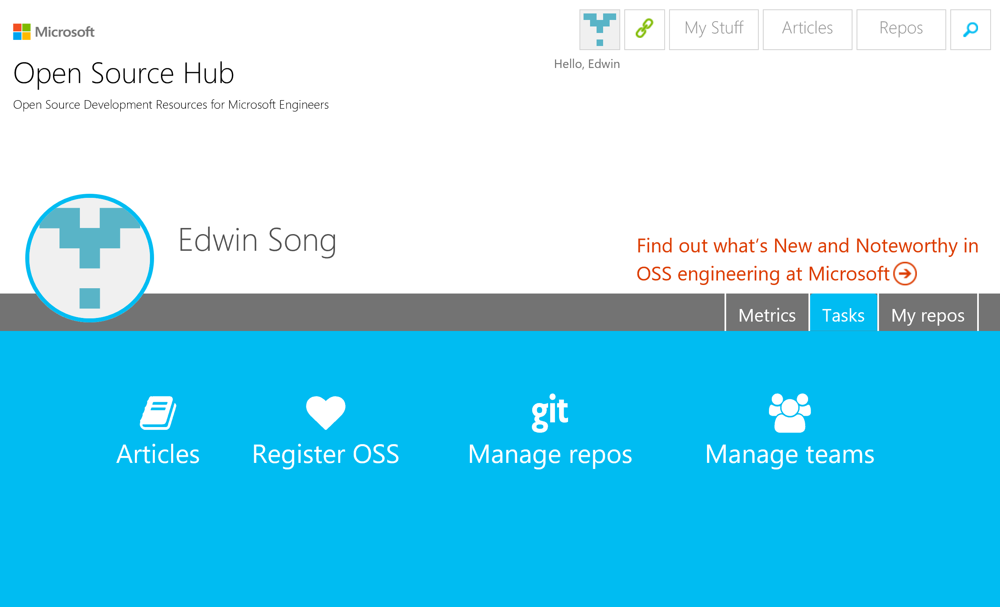 Microsoft
My Stuff
Articles
Repos
Hello, Edwin
Open Source Hub
Open Source Development Resources for Microsoft Engineers
Edwin Song
Find out what's New and Noteworthy in
OSS engineering at Microsoft
Metrics
Tasks
My repos
git
Articles
Register OSS
Manage repos
Manage teams